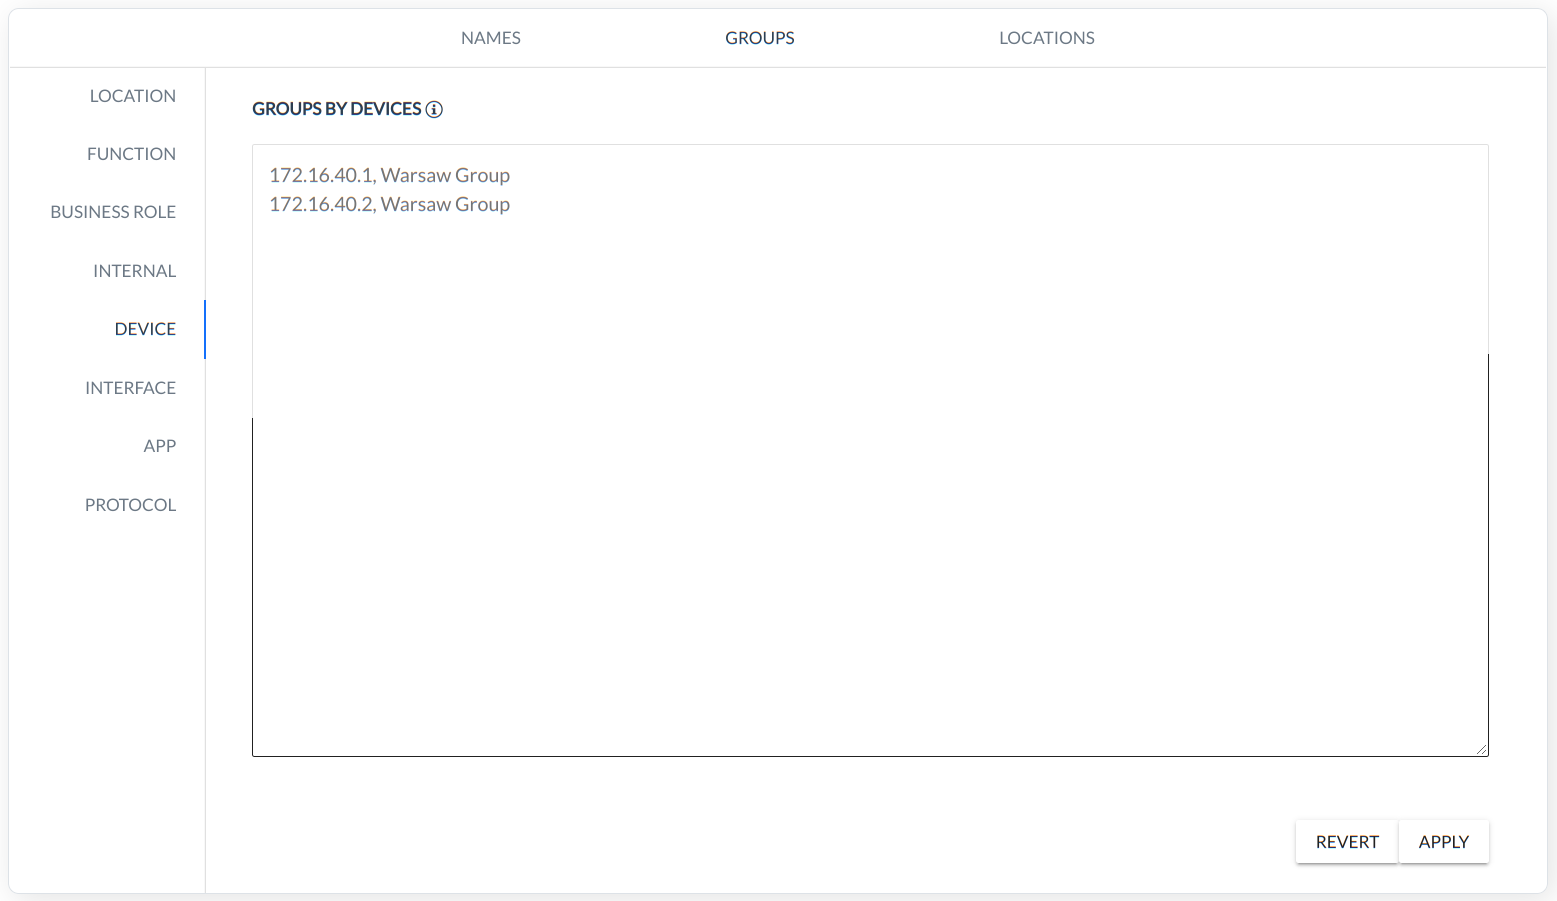 NAMES
GROUPS
LOCATIONS
LOCATION
FUNCTION
BUSINESS ROLE
INTERNAL
DEVICE
INTERFACE
APP
PROTOCOL
GROUPS BY DEVICES
172.16.40.1, Warsaw Group
172.16.40.2, Warsaw Group
REVERT
APPLY